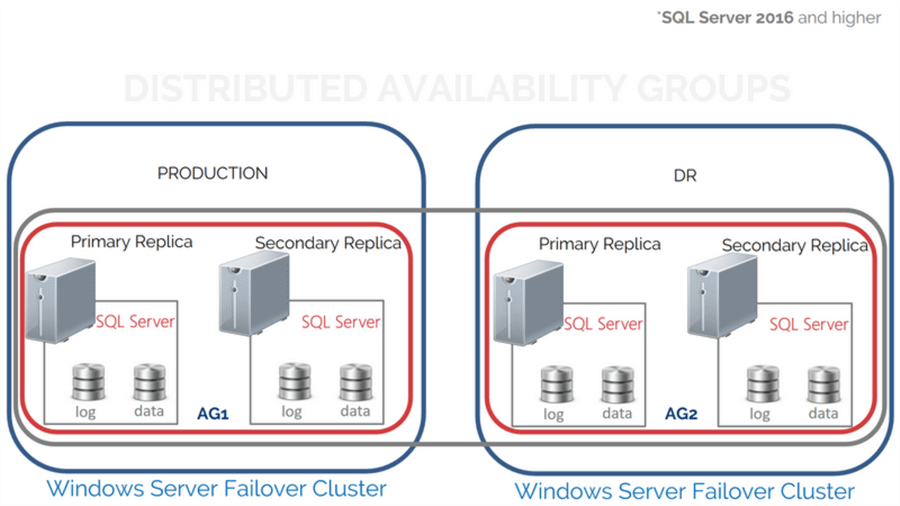 *SQL Server 2016 and higher
DISTRIBUTED AVAILABILITY GROUPS
PRODUCTION
DR
Primary Replica
Secondary Replica
SQL Server
SQL Server
log
data
AG1
log
data
Primary Replica
Secondary Replica
SQL Server
SQL Server
log
data
AG2
log
data
Windows Server Failover Cluster
Windows Server Failover Cluster